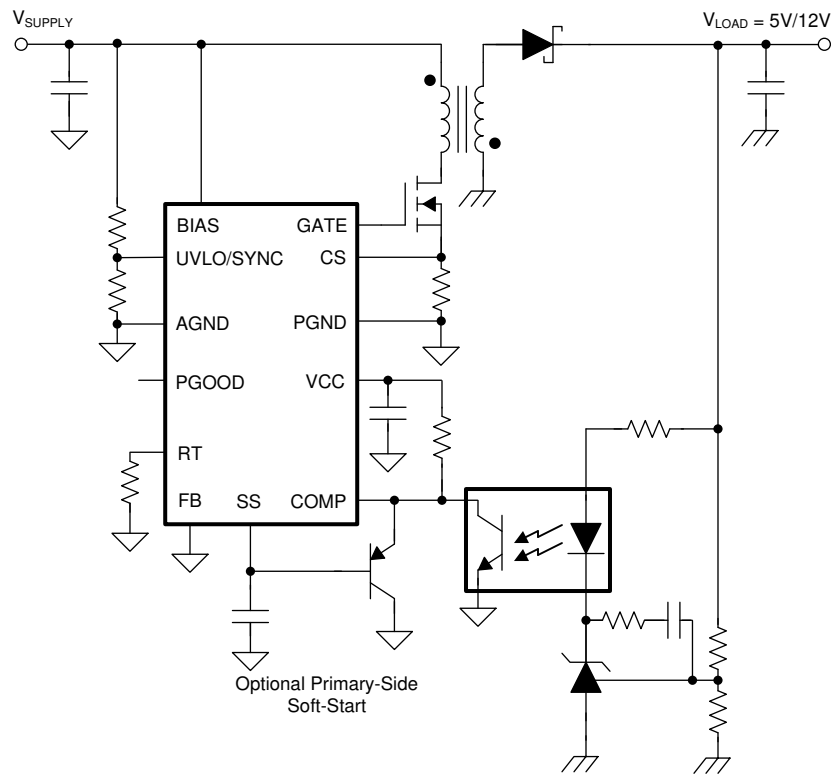 VSUPPLY
VLOAD = 5V/12V
BIAS
GATE
UVLO/SYNC
CS
AGND
PGND
PGOOD
VCC
RT
FB
SS
COMP
Optional Primary-Side
Soft-Start